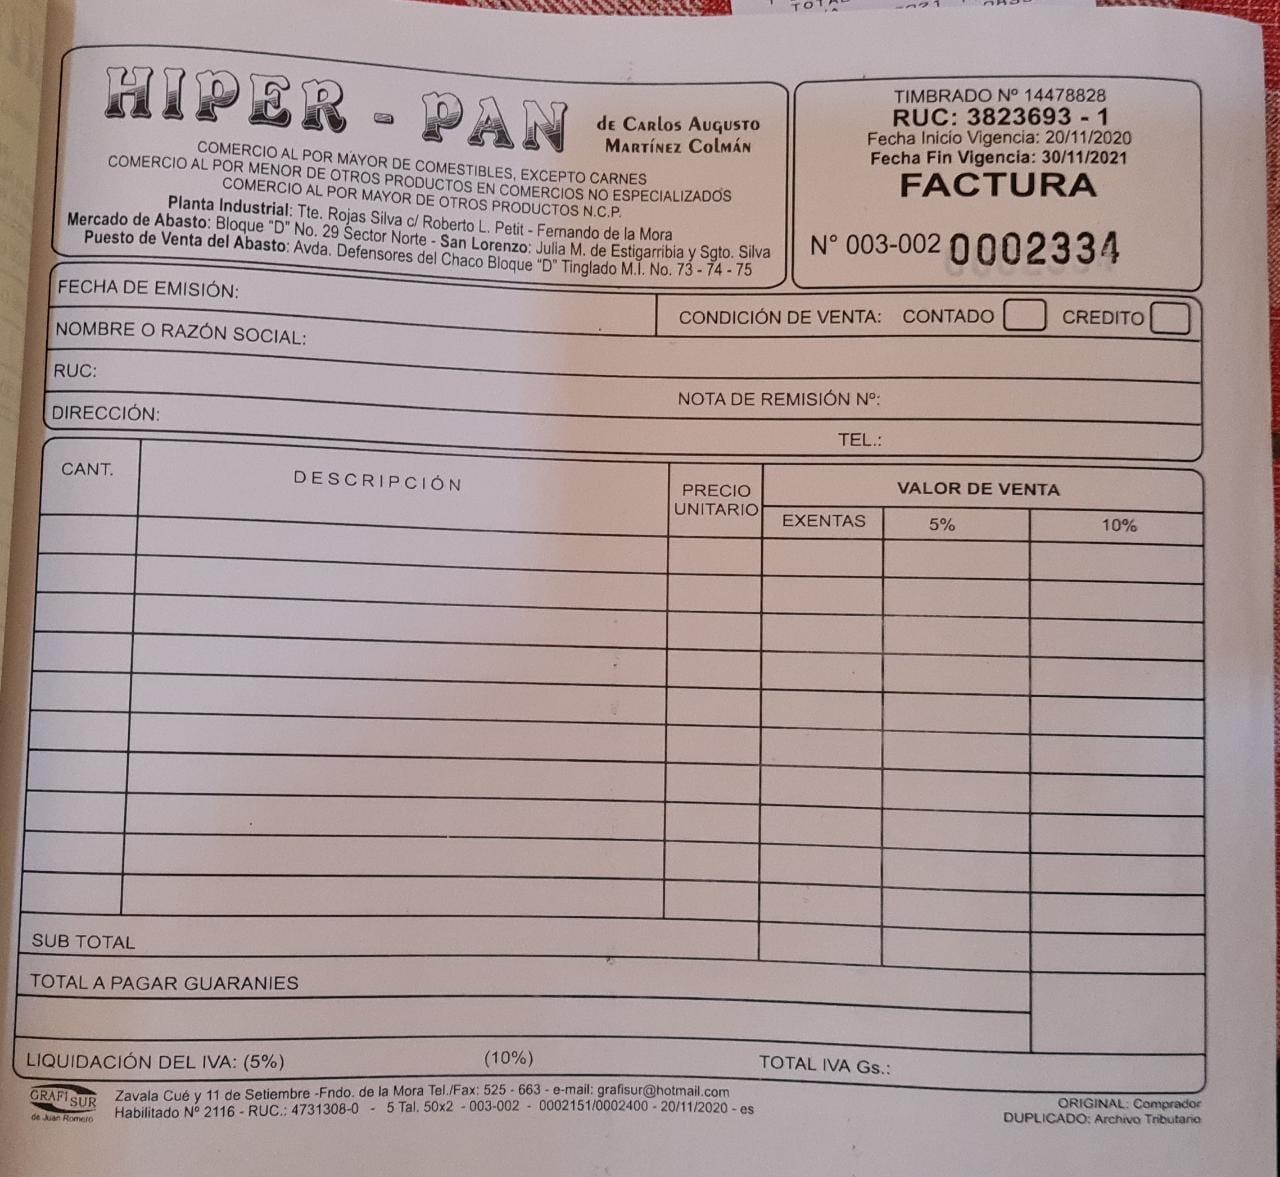 TOTAL
HIPER - PAN
de Carlos Augusto
Martínez Colmán
COMERCIO AL POR MAYOR DE COMESTIBLES, EXCEPTO CARNES
COMERCIO AL POR MENOR DE OTROS PRODUCTOS EN COMERCIOS NO ESPECIALIZADOS
COMERCIO AL POR MAYOR DE OTROS PRODUCTOS N.C.P.
Planta Industrial: Tte. Rojas Silva c/ Roberto L. Petit - Fernando de la Mora
Mercado de Abasto: Bloque "D" No. 29 Sector Norte - San Lorenzo: Julia M. de Estigarribia y Sgto. Silva
Puesto de Venta del Abasto: Avda. Defensores del Chaco Bloque "D" Tinglado M.I. No. 73 - 74 - 75
TIMBRADO Nº 14478828
RUC: 3823693 - 1
Fecha Inicio Vigencia: 20/11/2020
Fecha Fin Vigencia: 30/11/2021
FACTURA
N° 003-002 0002334
FECHA DE EMISIÓN:
CONDICIÓN DE VENTA: CONTADO CREDITO
NOMBRE O RAZÓN SOCIAL:
RUC:
NOTA DE REMISIÓN Nº:
DIRECCIÓN:
TEL.:
CANT.
DESCRIPCIÓN
PRECIO
UNITARIO
VALOR DE VENTA
EXENTAS 5% 10%
SUB TOTAL
TOTAL A PAGAR GUARANIES
LIQUIDACIÓN DEL IVA: (5%) (10%) TOTAL IVA Gs.:
GRAFI SUR
de Juan Romero
Zavala Cué y 11 de Setiembre -Fndo. de la Mora Tel./Fax: 525 - 663 - e-mail: grafisur@hotmail.com
Habilitado Nº 2116 - RUC.: 4731308-0 - 5 Tal. 50x2 - 003-002 - 0002151/0002400 - 20/11/2020 - es
ORIGINAL: Comprador
DUPLICADO: Archivo Tributario